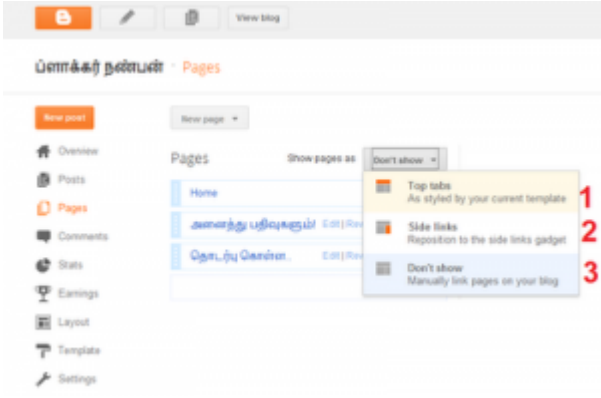 View blog
ப்ளாக்கர் நண்பன் · Pages
New post
New page
Overview
Pages
Show pages as
Don't show
Posts
Top tabs
As styled by your current template
1
Home
Pages
Side links
Reposition to the side links gadget
2
அனைத்து பதிவுகளும்! Edit |
Comments
Don't show
Manually link pages on your blog
3
தொடர்பு கொள்ள.. Edit |
Stats
Earnings
Layout
Template
Settings